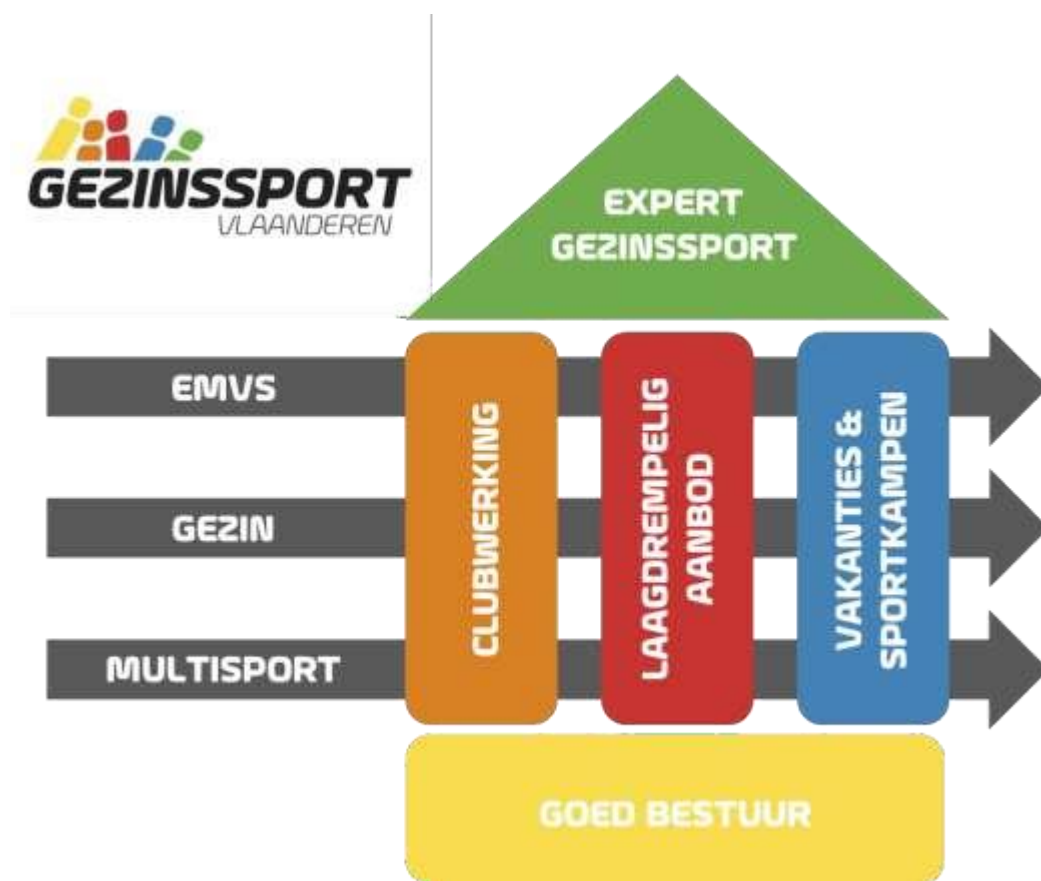 GEZINSSPORT
VLAANDEREN
EXPERT
GEZINSSPORT
EMVS
GEZIN
MULTISPORT
CLUBWERKING
LAAGDREMPELIG
AANBOD
VAKANTIES &
SPORTKAMPEN
GOED BESTUUR